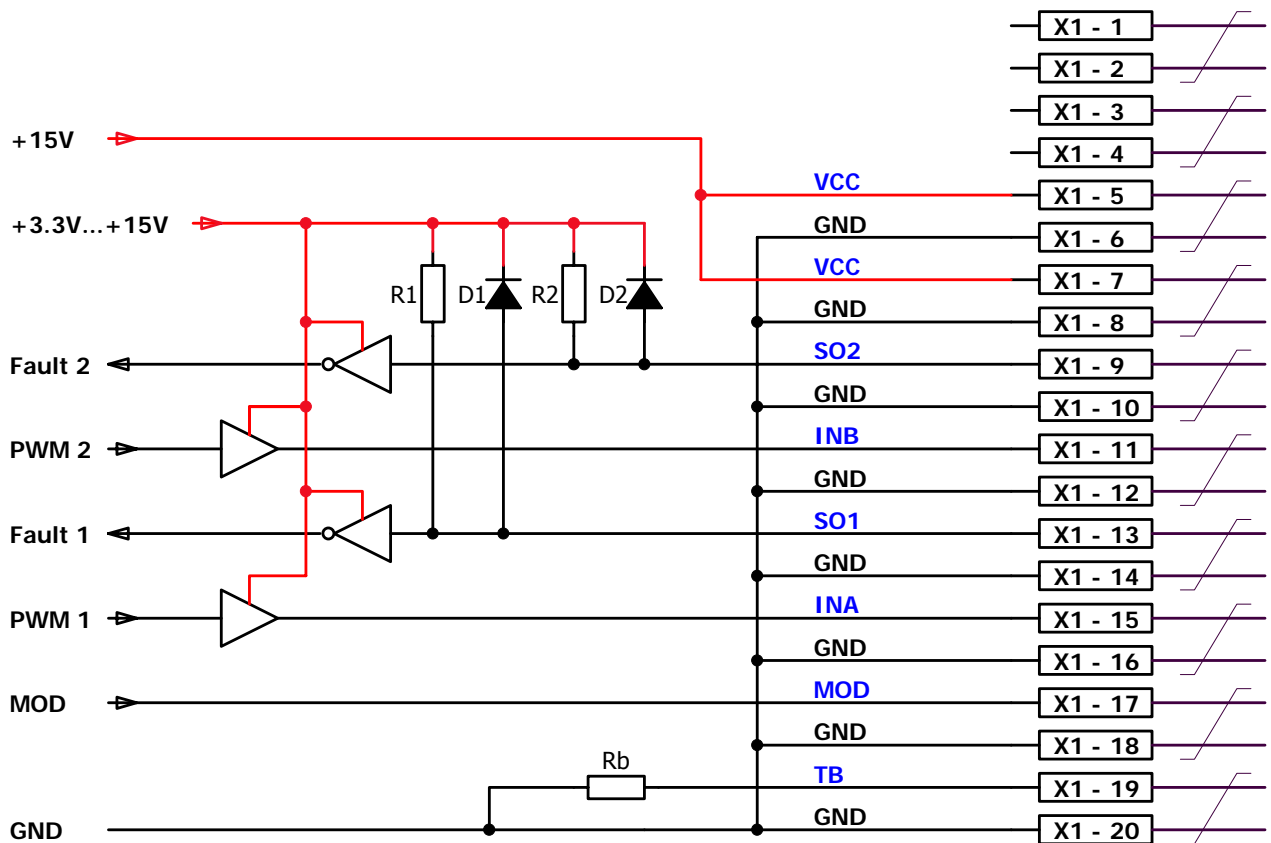 X1 - 1
X1 - 2
X1 - 3
+15V
X1 - 4
VCC
X1 - 5
+3.3V...+15V
GND
X1 - 6
VCC
X1 - 7
R1
D1
R2
D2
GND
X1 - 8
Fault 2
SO2
X1 - 9
GND
X1 - 10
PWM 2
INB
X1 - 11
GND
X1 - 12
Fault 1
SO1
X1 - 13
GND
X1 - 14
PWM 1
INA
X1 - 15
GND
X1 - 16
MOD
MOD
X1 - 17
GND
X1 - 18
Rb
TB
X1 - 19
GND
GND
X1 - 20